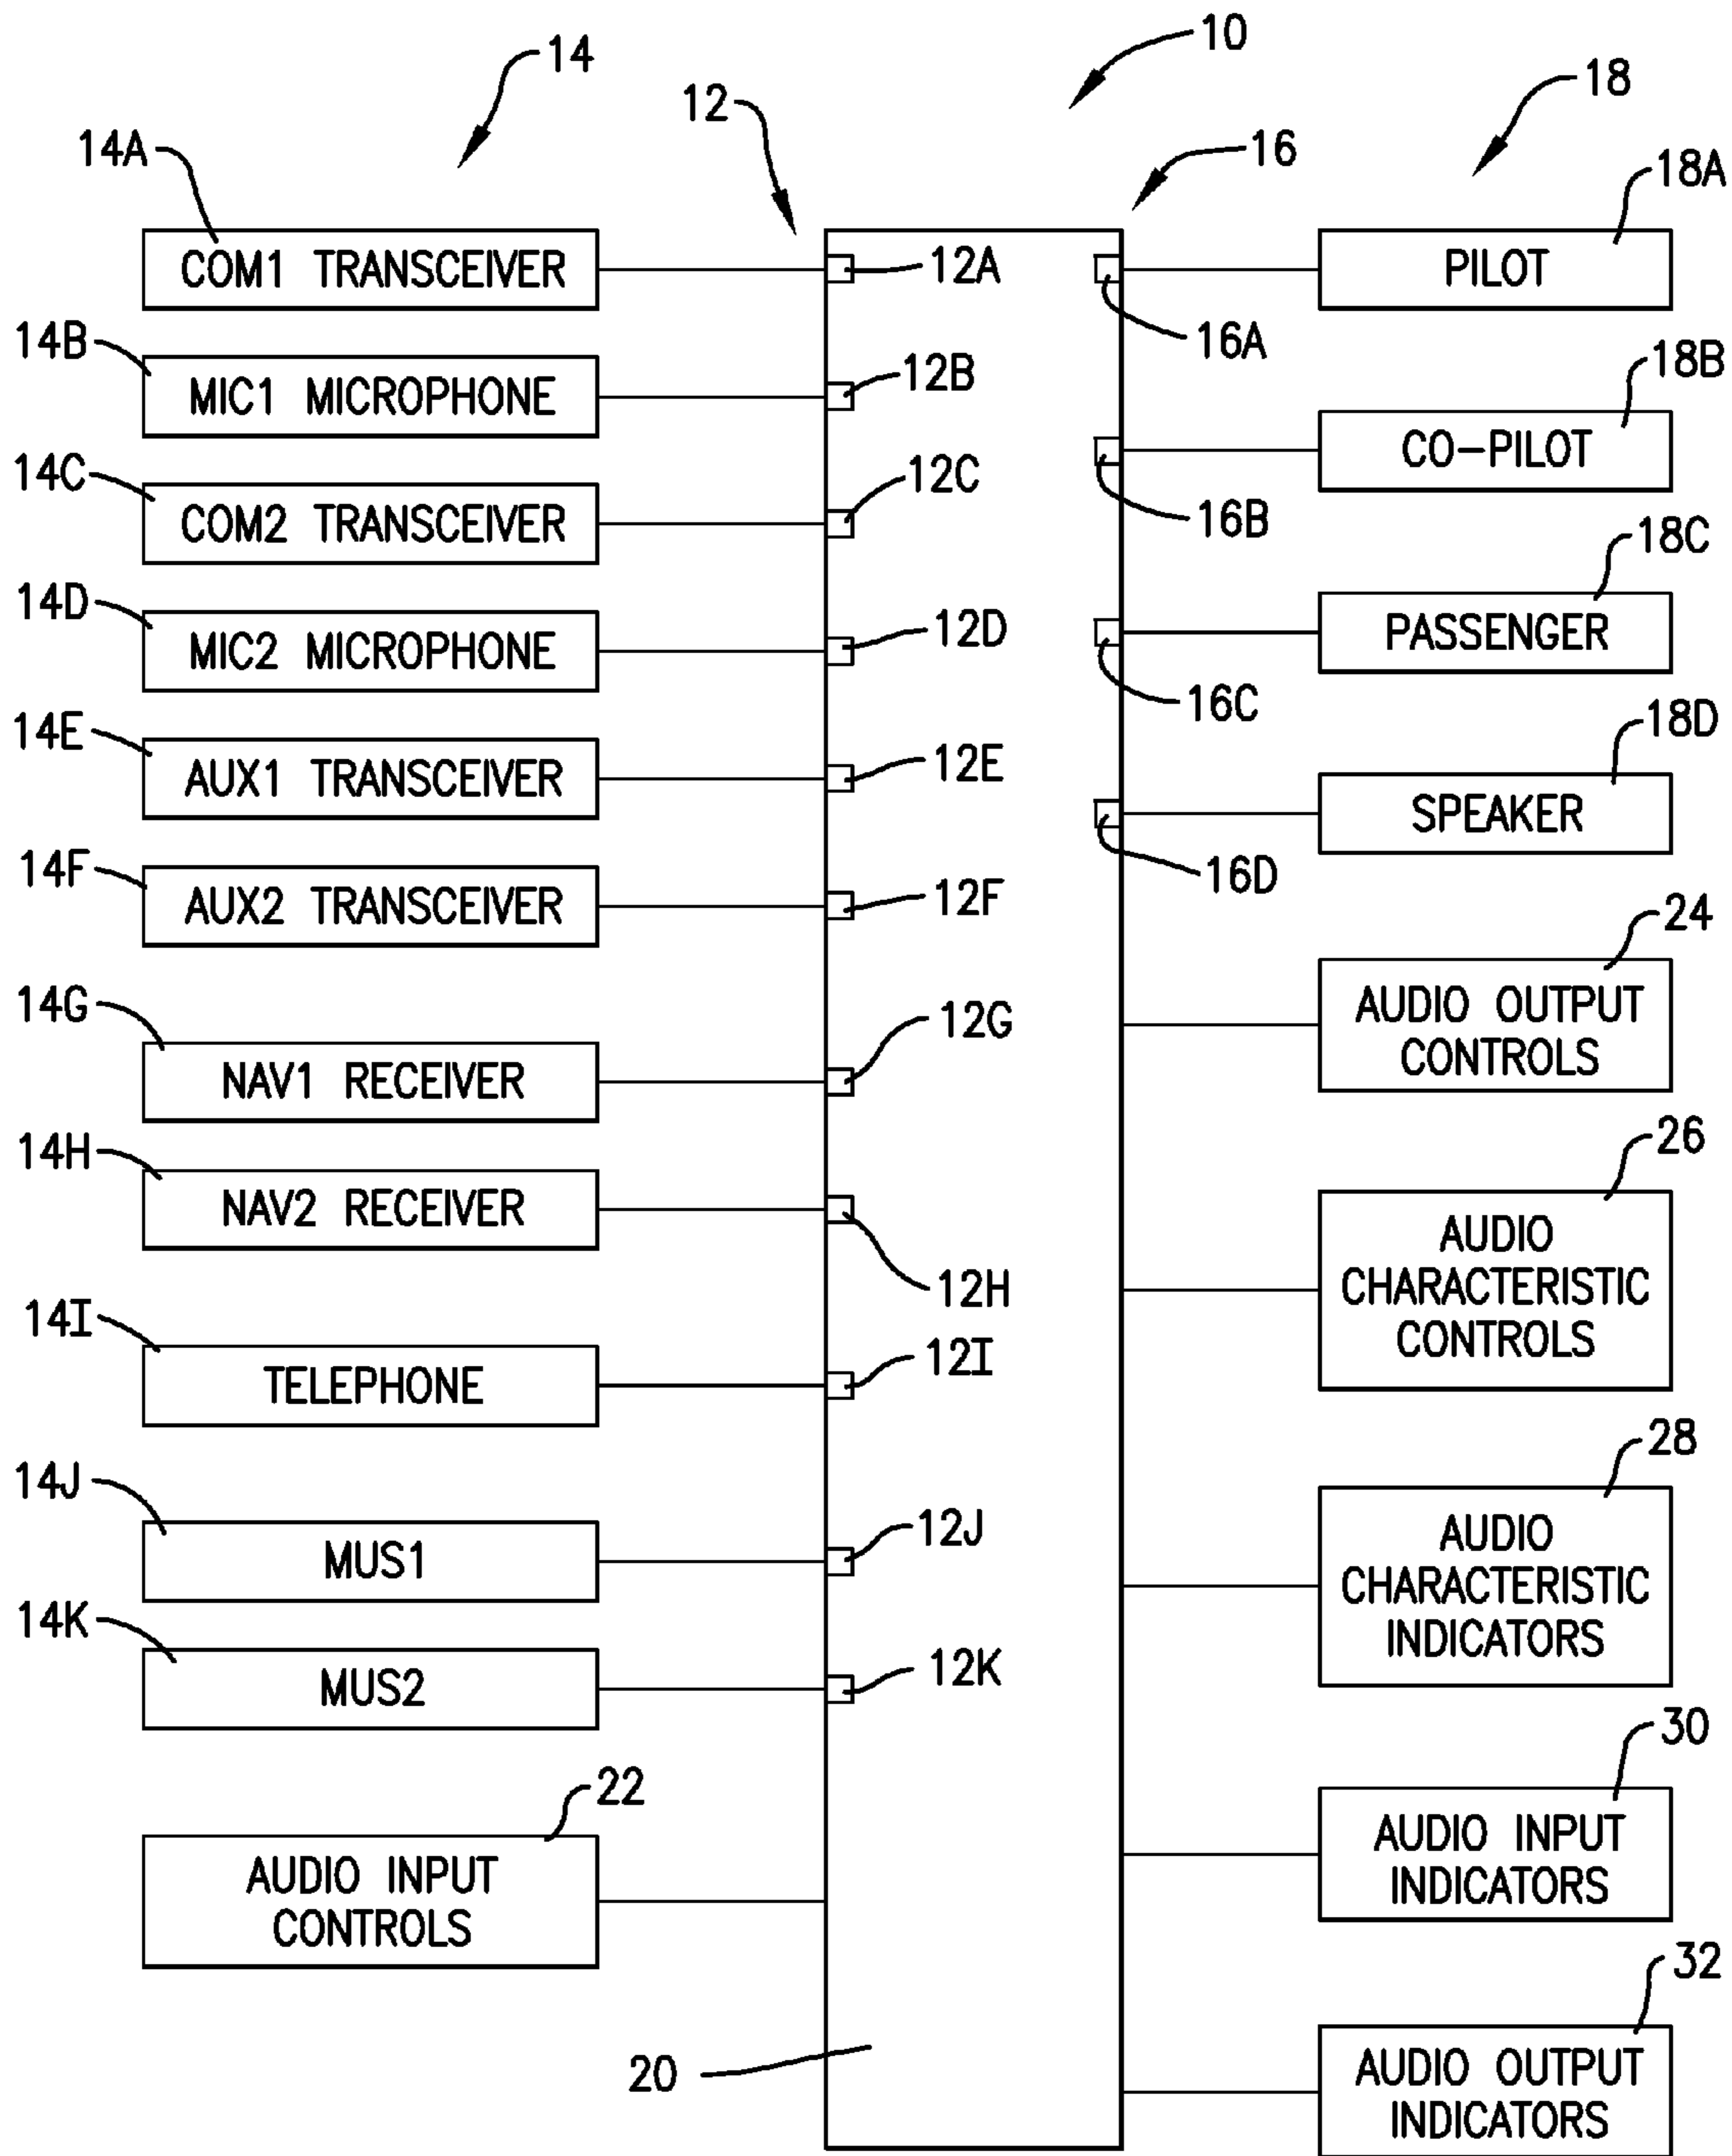 10
14
12
18
16
14A
COM1 TRANSCEIVER
12A
16A
18A
PILOT
14B
MIC1 MICROPHONE
12B
18B
CO-PILOT
14C
COM2 TRANSCEIVER
12C
16B
18C
PASSENGER
14D
MIC2 MICROPHONE
12D
16C
14E
AUX1 TRANSCEIVER
12E
18D
SPEAKER
14F
AUX2 TRANSCEIVER
12F
16D
24
AUDIO OUTPUT
CONTROLS
14G
NAV1 RECEIVER
12G
14H
NAV2 RECEIVER
12H
26
AUDIO
CHARACTERISTIC
CONTROLS
14I
TELEPHONE
12I
14J
MUS1
12J
28
AUDIO
CHARACTERISTIC
INDICATORS
14K
MUS2
12K
30
AUDIO INPUT
INDICATORS
22
AUDIO INPUT
CONTROLS
20
32
AUDIO OUTPUT
INDICATORS